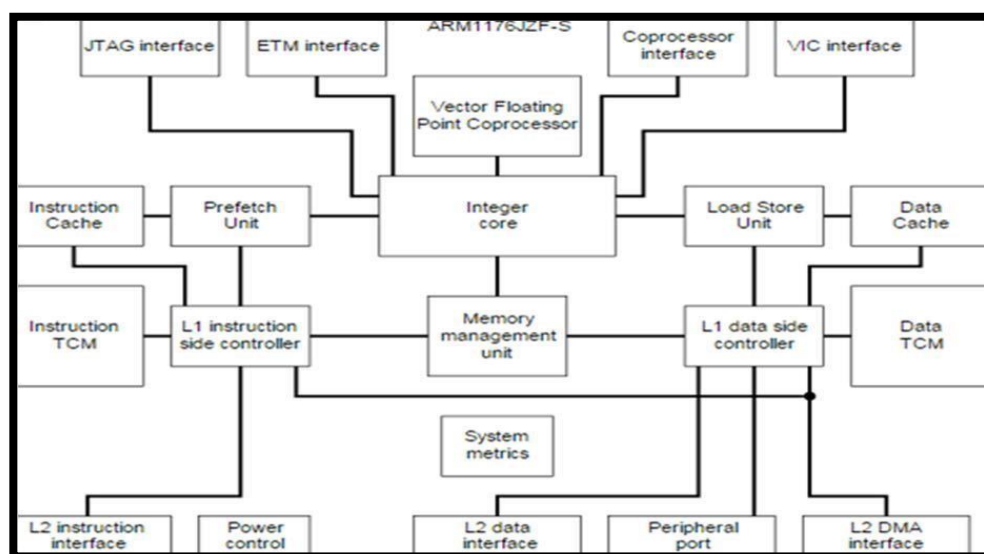 ARM1176JZF-S
JTAG interface
ETM interface
Coprocessor
interface
VIC interface
Vector Floating
Point Coprocessor
Instruction
Cache
Prefetch
Unit
Integer
core
Load Store
Unit
Data
Cache
Instruction
TCM
L1 instruction
side controller
Memory
management
unit
L1 data side
controller
Data
TCM
System
metrics
L2 instruction
interface
Power
control
L2 data
interface
Peripheral
port
L2 DMA
interface